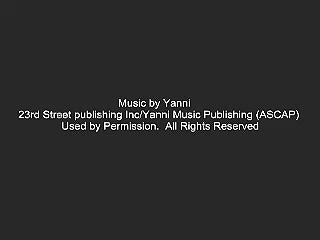 Music by Yanni
23rd Street publishing Inc/Yanni Music Publishing (ASCAP)
Used by Permission.  All Rights Reserved